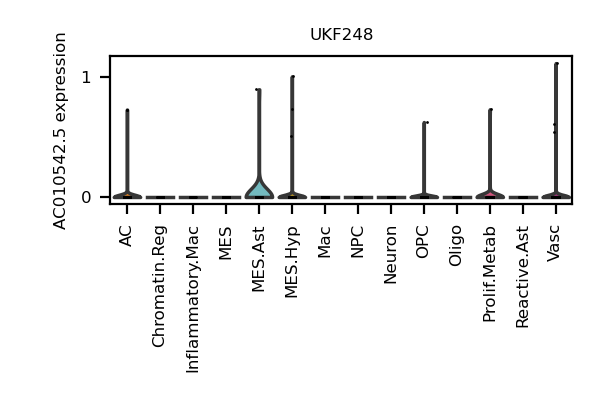 UKF248
AC010542.5 expression
1
0
AC
Chromatin.Reg
Inflammatory.Mac
MES
MES.Ast
MES.Hyp
Mac
NPC
Neuron
OPC
Oligo
Prolif.Metab
Reactive.Ast
Vasc